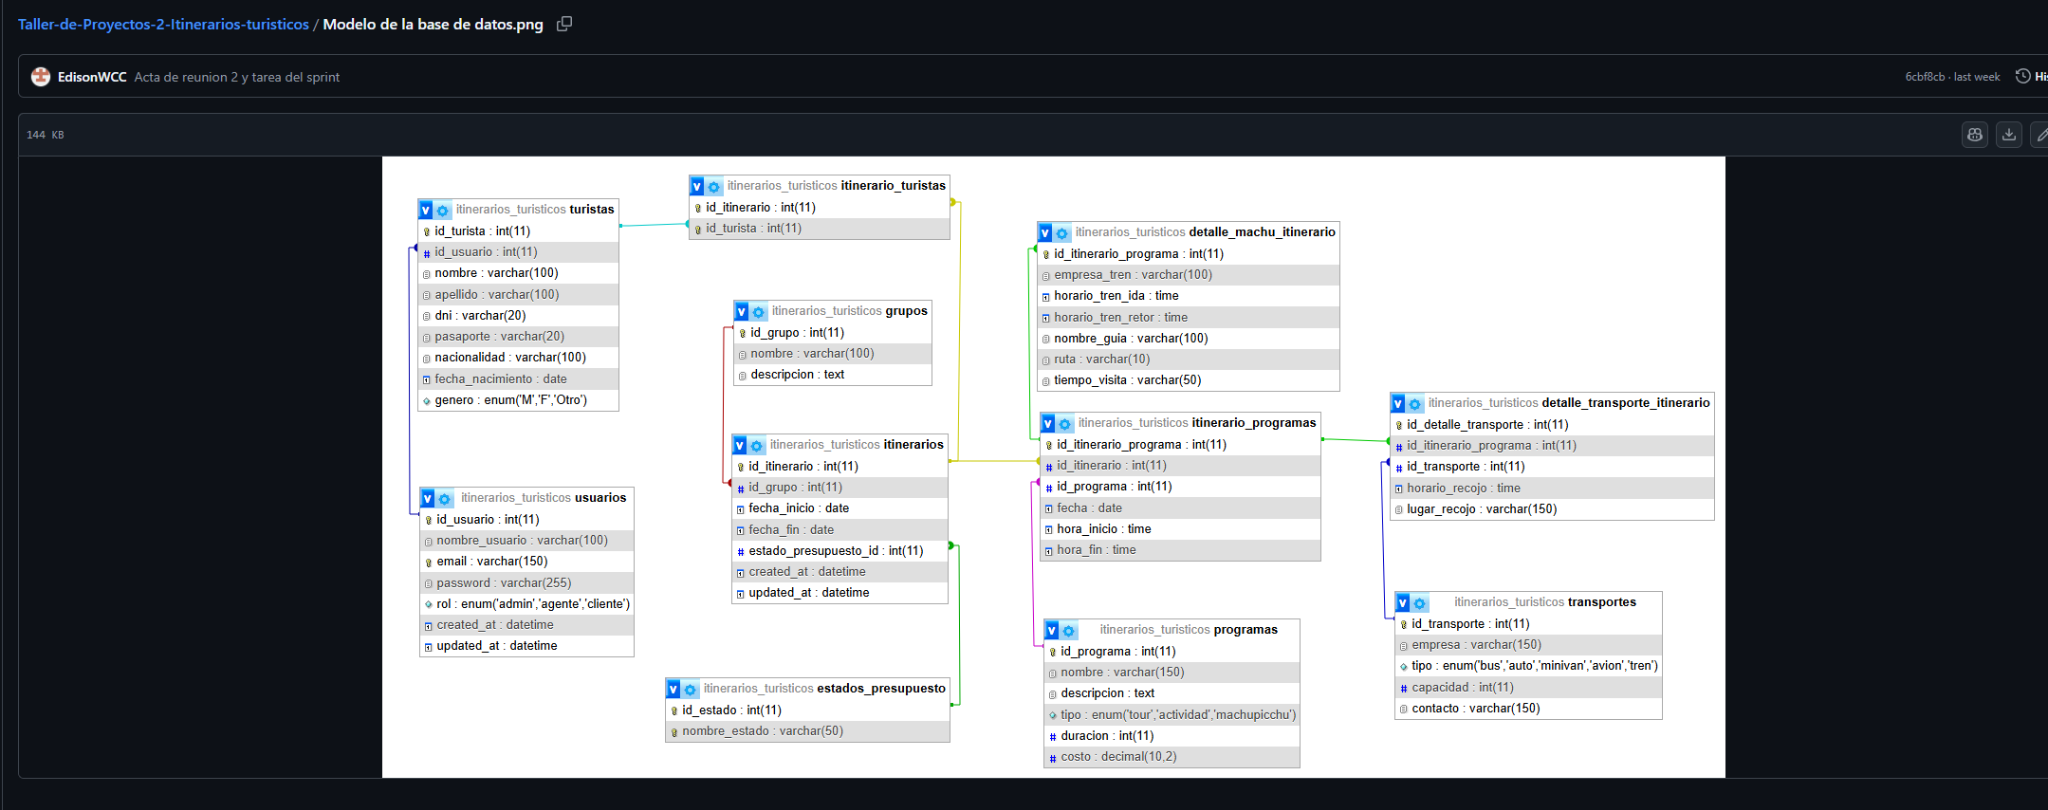 Taller-de-Proyectos-2-Itinerarios-turisticos / Modelo de la base de datos.png
EdisonWCC Acta de reunion 2 y tarea del sprint
6cbf8cb · last week
His
144 KB
itinerarios_turisticos turistas
id_turista : int(11)
id_usuario : int(11)
nombre : varchar(100)
apellido : varchar(100)
dni : varchar(20)
pasaporte : varchar(20)
nacionalidad : varchar(100)
fecha_nacimiento : date
genero : enum('M','F','Otro')
itinerarios_turisticos usuarios
id_usuario : int(11)
nombre_usuario : varchar(100)
email : varchar(150)
password : varchar(255)
rol : enum('admin','agente','cliente')
created_at : datetime
updated_at : datetime
itinerarios_turisticos itinerario_turistas
id_itinerario : int(11)
id_turista : int(11)
itinerarios_turisticos grupos
id_grupo : int(11)
nombre : varchar(100)
descripcion : text
itinerarios_turisticos itinerarios
id_itinerario : int(11)
id_grupo : int(11)
fecha_inicio : date
fecha_fin : date
estado_presupuesto_id : int(11)
created_at : datetime
updated_at : datetime
itinerarios_turisticos estados_presupuesto
id_estado : int(11)
nombre_estado : varchar(50)
itinerarios_turisticos detalle_machu_itinerario
id_itinerario_programa : int(11)
empresa_tren : varchar(100)
horario_tren_ida : time
horario_tren_retor : time
nombre_guia : varchar(100)
ruta : varchar(10)
tiempo_visita : varchar(50)
itinerarios_turisticos itinerario_programas
id_itinerario_programa : int(11)
id_itinerario : int(11)
id_programa : int(11)
fecha : date
hora_inicio : time
hora_fin : time
itinerarios_turisticos programas
id_programa : int(11)
nombre : varchar(150)
descripcion : text
tipo : enum('tour','actividad','machupicchu')
duracion : int(11)
costo : decimal(10,2)
itinerarios_turisticos detalle_transporte_itinerario
id_detalle_transporte : int(11)
id_itinerario_programa : int(11)
id_transporte : int(11)
horario_recojo : time
lugar_recojo : varchar(150)
itinerarios_turisticos transportes
id_transporte : int(11)
empresa : varchar(150)
tipo : enum('bus','auto','minivan','avion','tren')
capacidad : int(11)
contacto : varchar(150)